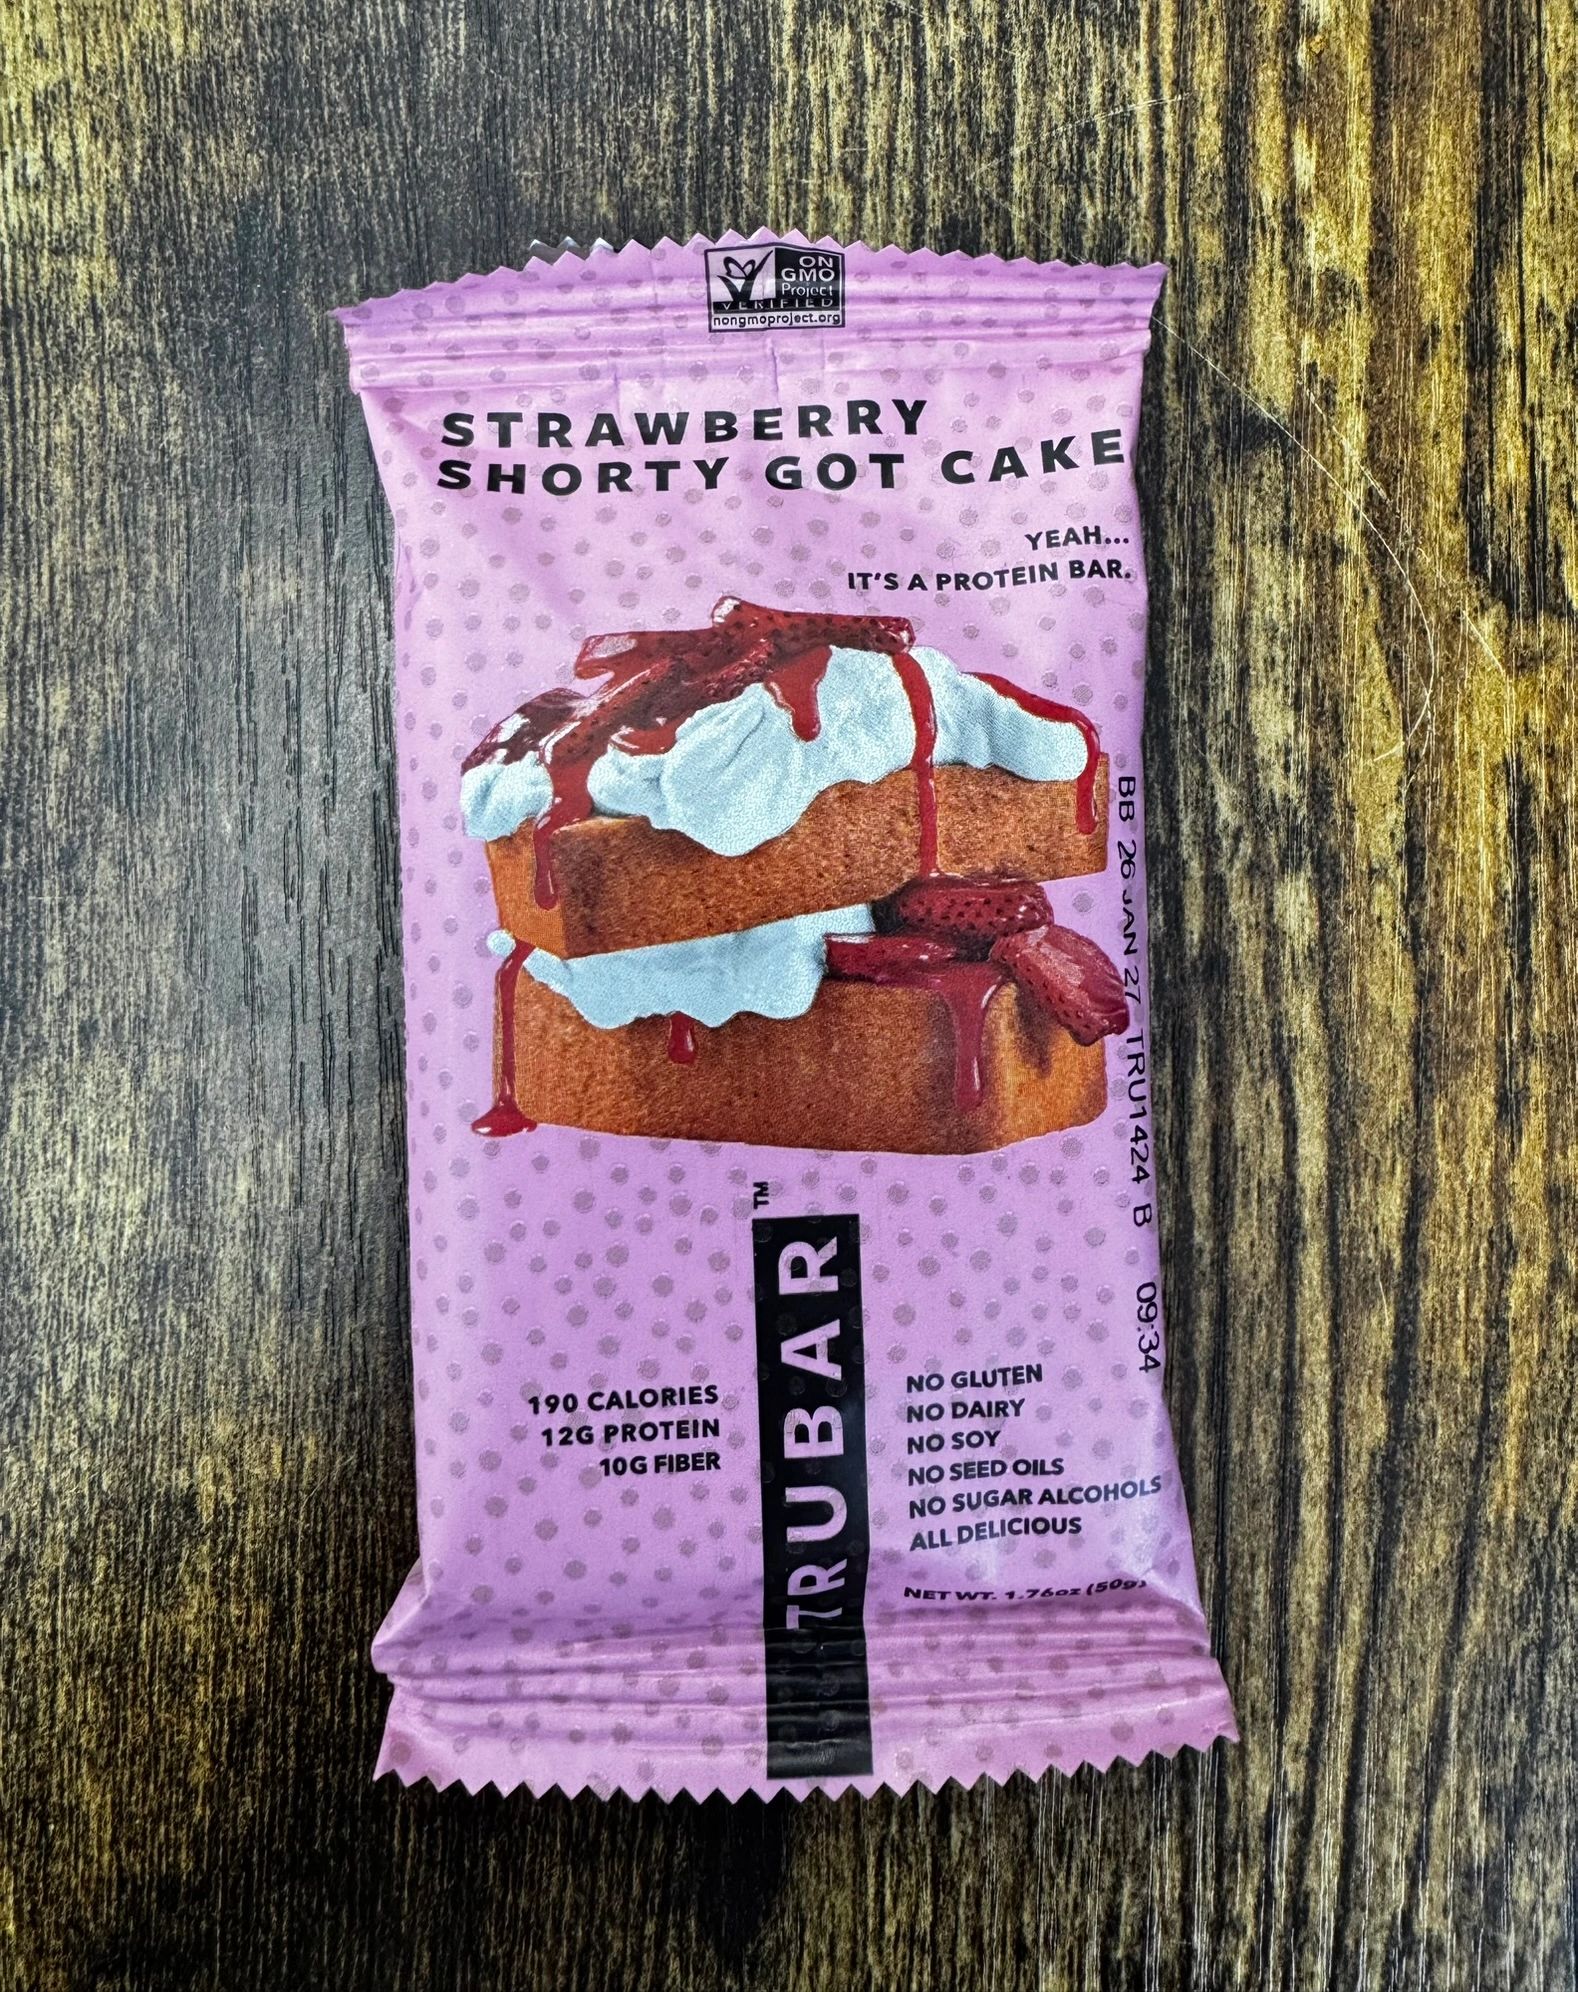 ON
GMO
Project
VERIFIED
nongmoproject.org
STRAWBERRY
SHORTY GOT CAKE
YEAH...
IT'S A PROTEIN BAR.
BB 26 JAN 27 TRU1424 B 09:34
TRUBAR™
190 CALORIES
12G PROTEIN
10G FIBER
NO GLUTEN
NO DAIRY
NO SOY
NO SEED OILS
NO SUGAR ALCOHOLS
ALL DELICIOUS
NET WT. 1.76oz (50g)